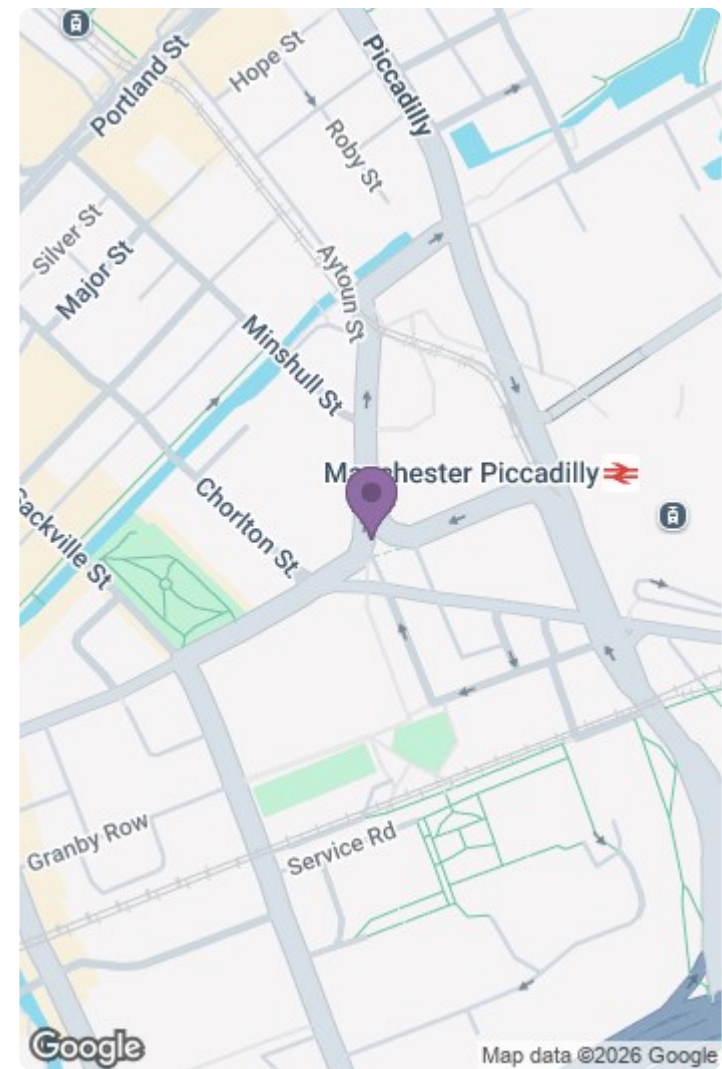 Portland St
Hope St
Piccadilly
Roby St
Silver St
Major St
Aytoun St
Minshull St
Manchester Piccadilly
Chorlton St
Sackville St
Granby Row
Service Rd
Google
Map data ©2026 Google